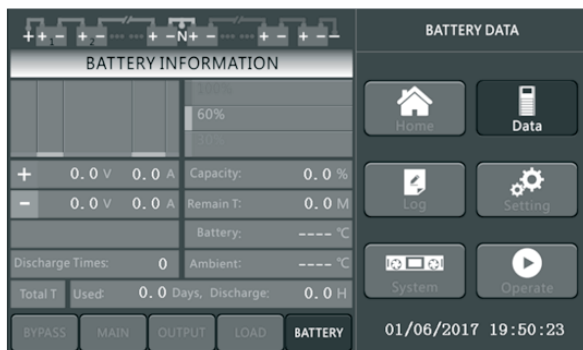 + + - + - ... ... + - N + - ... ... + - + - -
1 2
BATTERY INFORMATION
100%
60%
+ 0.0 V 0.0 A
- 0.0 V 0.0 A
Discharge Times: 0
Capacity: 0.0 %
Remain T: 0.0 M
Battery: ---- ℃
Ambient: ---- ℃
Total T Used: 0.0 Days, Discharge: 0.0 H
BYPASS MAIN OUTPUT LOAD BATTERY
BATTERY DATA
Home Data
Log Setting
System Operate
01/06/2017 19:50:23